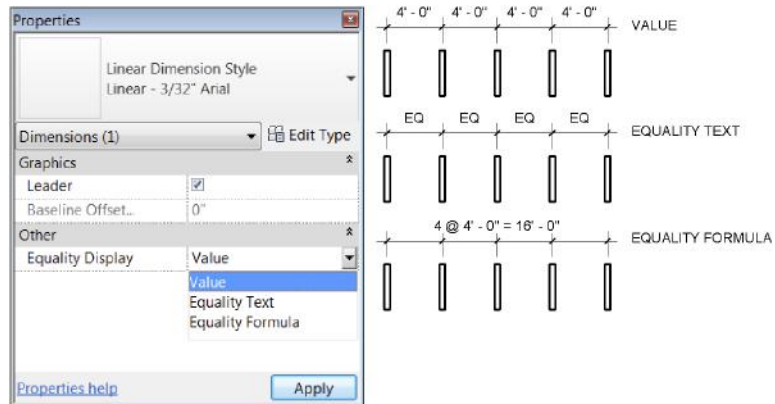 Properties
Linear Dimension Style
Linear - 3/32" Arial
Dimensions (1)
Edit Type
Graphics
Leader
Baseline Offset... 0"
Other
Equality Display Value
Value
Equality Text
Equality Formula
Properties help
Apply
4' - 0" 4' - 0" 4' - 0" 4' - 0"
VALUE
EQ EQ EQ EQ
EQUALITY TEXT
4 @ 4' - 0" = 16' - 0"
EQUALITY FORMULA